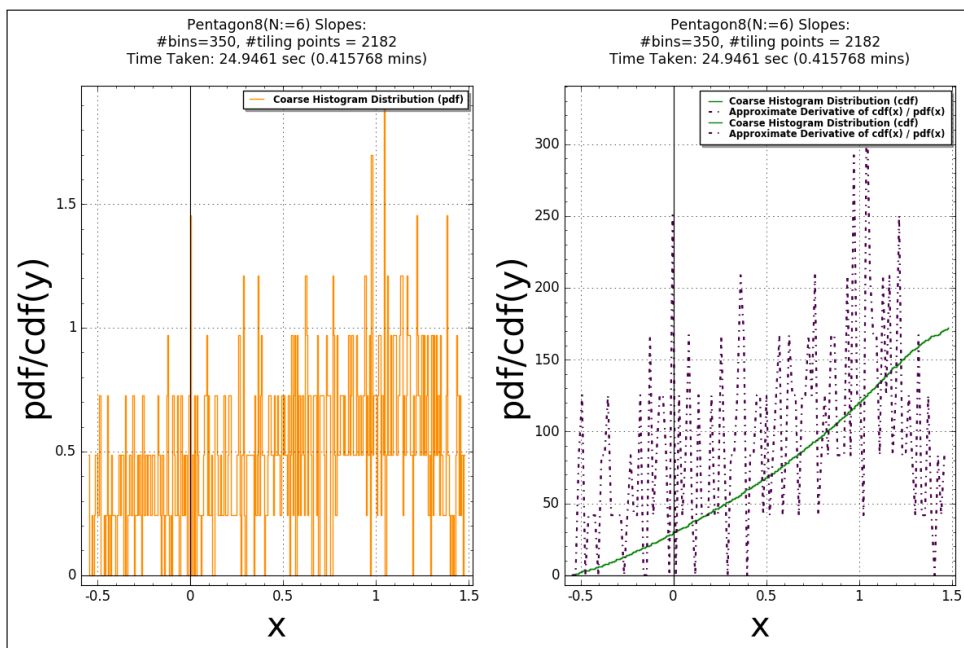 Pentagon8(N:=6) Slopes:
#bins=350, #tiling points = 2182
Time Taken: 24.9461 sec (0.415768 mins)
Coarse Histogram Distribution (pdf)
pdf/cdf(y)
1.5
1
0.5
0
-0.5
0
0.5
1
1.5
x
Pentagon8(N:=6) Slopes:
#bins=350, #tiling points = 2182
Time Taken: 24.9461 sec (0.415768 mins)
Coarse Histogram Distribution (cdf)
Approximate Derivative of cdf(x) / pdf(x)
Coarse Histogram Distribution (cdf)
Approximate Derivative of cdf(x) / pdf(x)
pdf/cdf(y)
300
250
200
150
100
50
0
-0.5
0
0.5
1
1.5
x